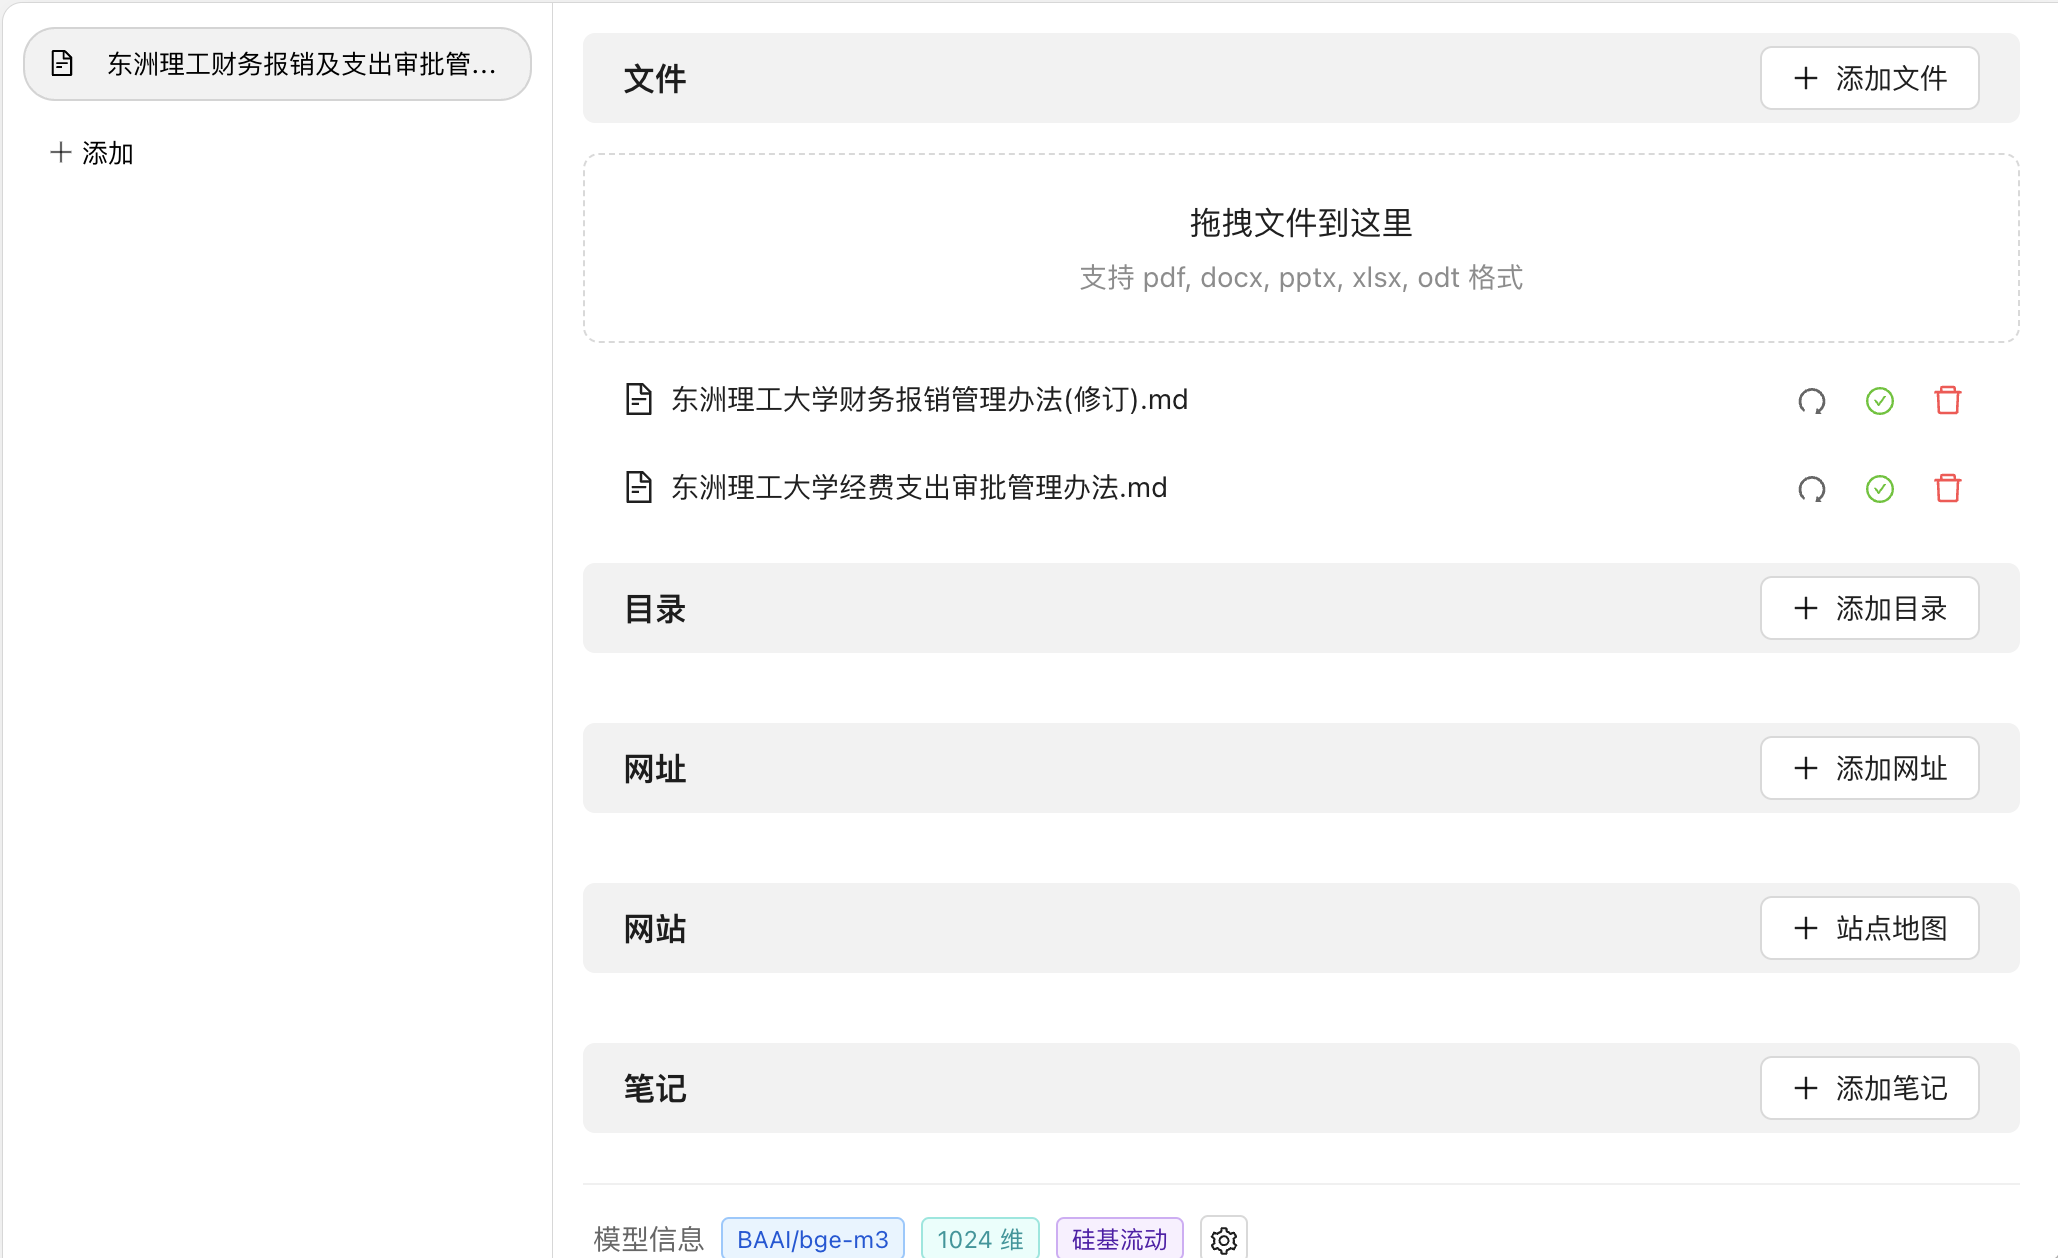 东洲理工财务报销及支出审批管...
添加
文件
添加文件
拖拽文件到这里
支持 pdf, docx, pptx, xlsx, odt 格式
东洲理工大学财务报销管理办法(修订).md
东洲理工大学经费支出审批管理办法.md
目录
添加目录
网址
添加网址
网站
站点地图
笔记
添加笔记
模型信息 BAAI/bge-m3 1024 维 硅基流动